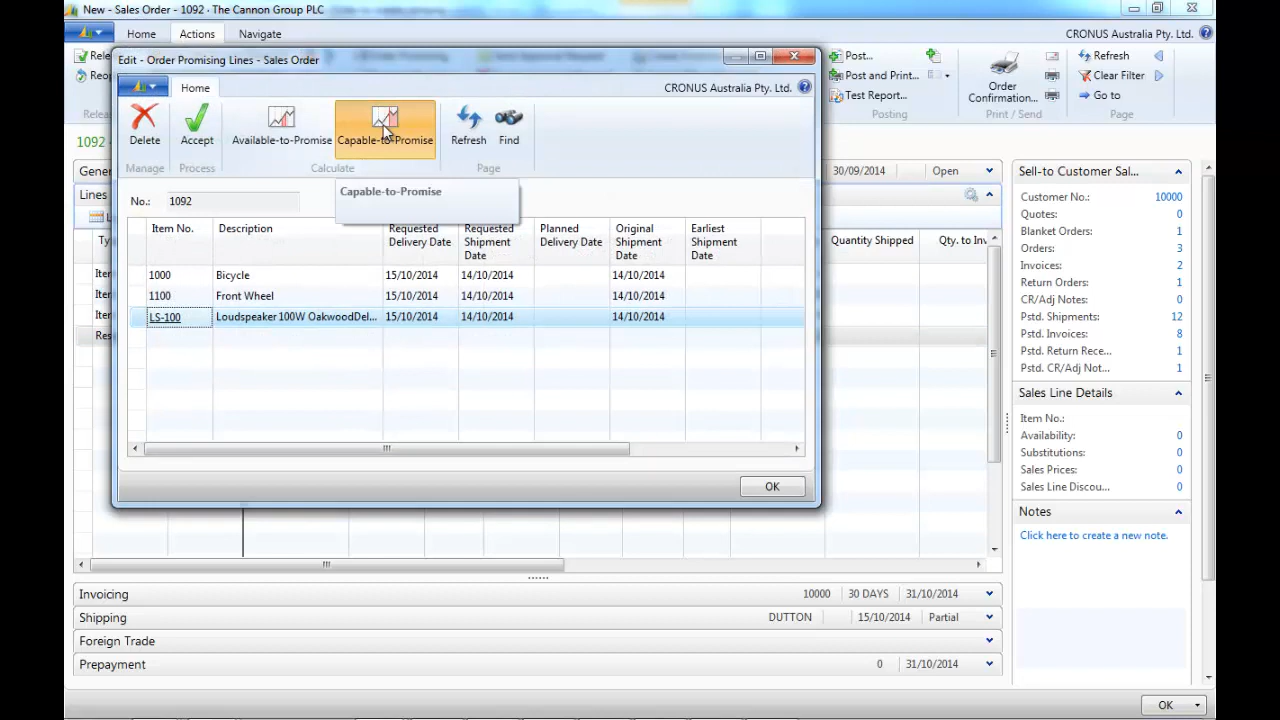 New - Sales Order - 1092 · The Cannon Group PLC
Home Actions Navigate CRONUS Australia Pty. Ltd.
Post... Refresh
Post and Print... Clear Filter
Test Report... Order Confirmation... Go to
Posting Print / Send Page
Edit - Order Promising Lines - Sales Order
Home CRONUS Australia Pty. Ltd.
Delete Accept Available-to-Promise Capable-to-Promise Refresh Find
Manage Process Calculate Page
Capable-to-Promise
No.: 1092
Item No. Description Requested Delivery Date Requested Shipment Date Planned Delivery Date Original Shipment Date Earliest Shipment Date
1000 Bicycle 15/10/2014 14/10/2014 14/10/2014
1100 Front Wheel 15/10/2014 14/10/2014 14/10/2014
LS-100 Loudspeaker 100W OakwoodDel... 15/10/2014 14/10/2014 14/10/2014
OK
1092
30/09/2014 Open
Lines
Quantity Shipped Qty. to Inv
Invoicing 10000 30 DAYS 31/10/2014
Shipping DUTTON 15/10/2014 Partial
Foreign Trade
Prepayment 0 31/10/2014
Sell-to Customer Sal...
Customer No.: 10000
Quotes: 0
Blanket Orders: 1
Orders: 3
Invoices: 2
Return Orders: 1
CR/Adj Notes: 0
Pstd. Shipments: 12
Pstd. Invoices: 8
Pstd. Return Rece... 1
Pstd. CR/Adj Not... 1
Sales Line Details
Item No.:
Availability: 0
Substitutions: 0
Sales Prices: 0
Sales Line Discou... 0
Notes
Click here to create a new note.
OK